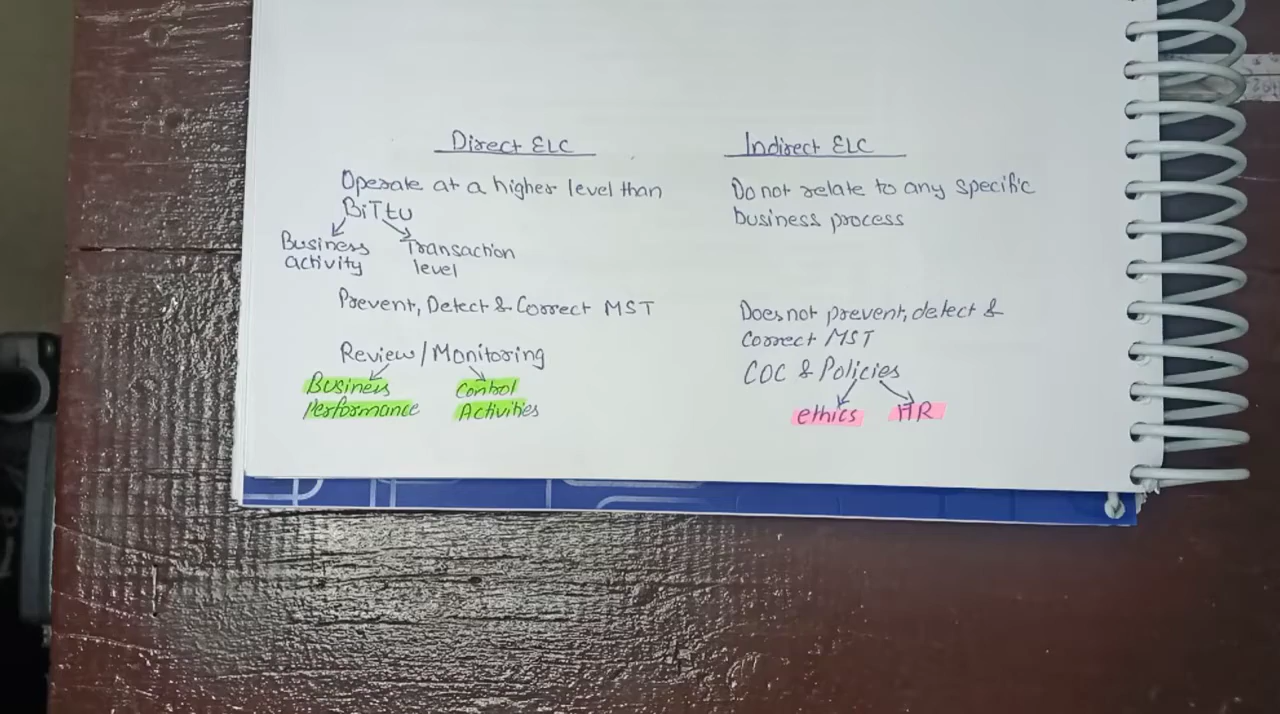 Direct ELC
Operate at a higher level than
BiTtu
Business activity
Transaction level
Prevent, Detect & Correct MST
Review/Monitoring
Business Performance
Control Activities
Indirect ELC
Do not relate to any specific
business process
Does not prevent, detect &
correct MST
COC & Policies
ethics
HR